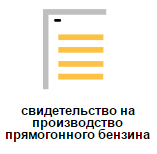 свидетельство на
производство
прямогонного бензина